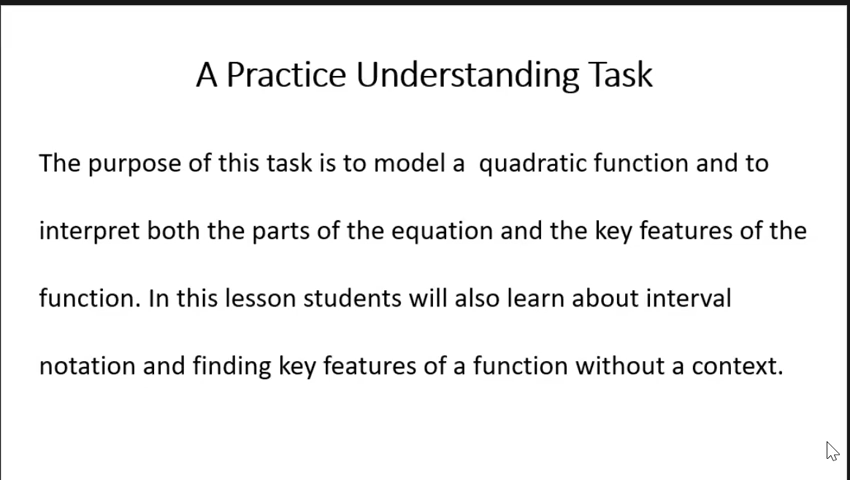 A Practice Understanding Task
The purpose of this task is to model a  quadratic function and to
interpret both the parts of the equation and the key features of the
function. In this lesson students will also learn about interval
notation and finding key features of a function without a context.